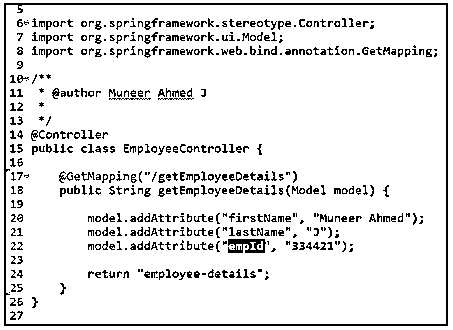 5
6 import org.springframework.stereotype.Controller;
7 import org.springframework.ui.Model;
8 import org.springframework.web.bind.annotation.GetMapping;
9
10 /**
11 * @author Muneer Ahmed J
12 *
13 */
14 @Controller
15 public class EmployeeController {
16
17 @GetMapping("/getEmployeeDetails")
18 public String getEmployeeDetails(Model model) {
19
20 model.addAttribute("firstName", "Muneer Ahmed");
21 model.addAttribute("lastName", "J");
22 model.addAttribute("empId", "334421");
23
24 return "employee-details";
25 }
26 }
27